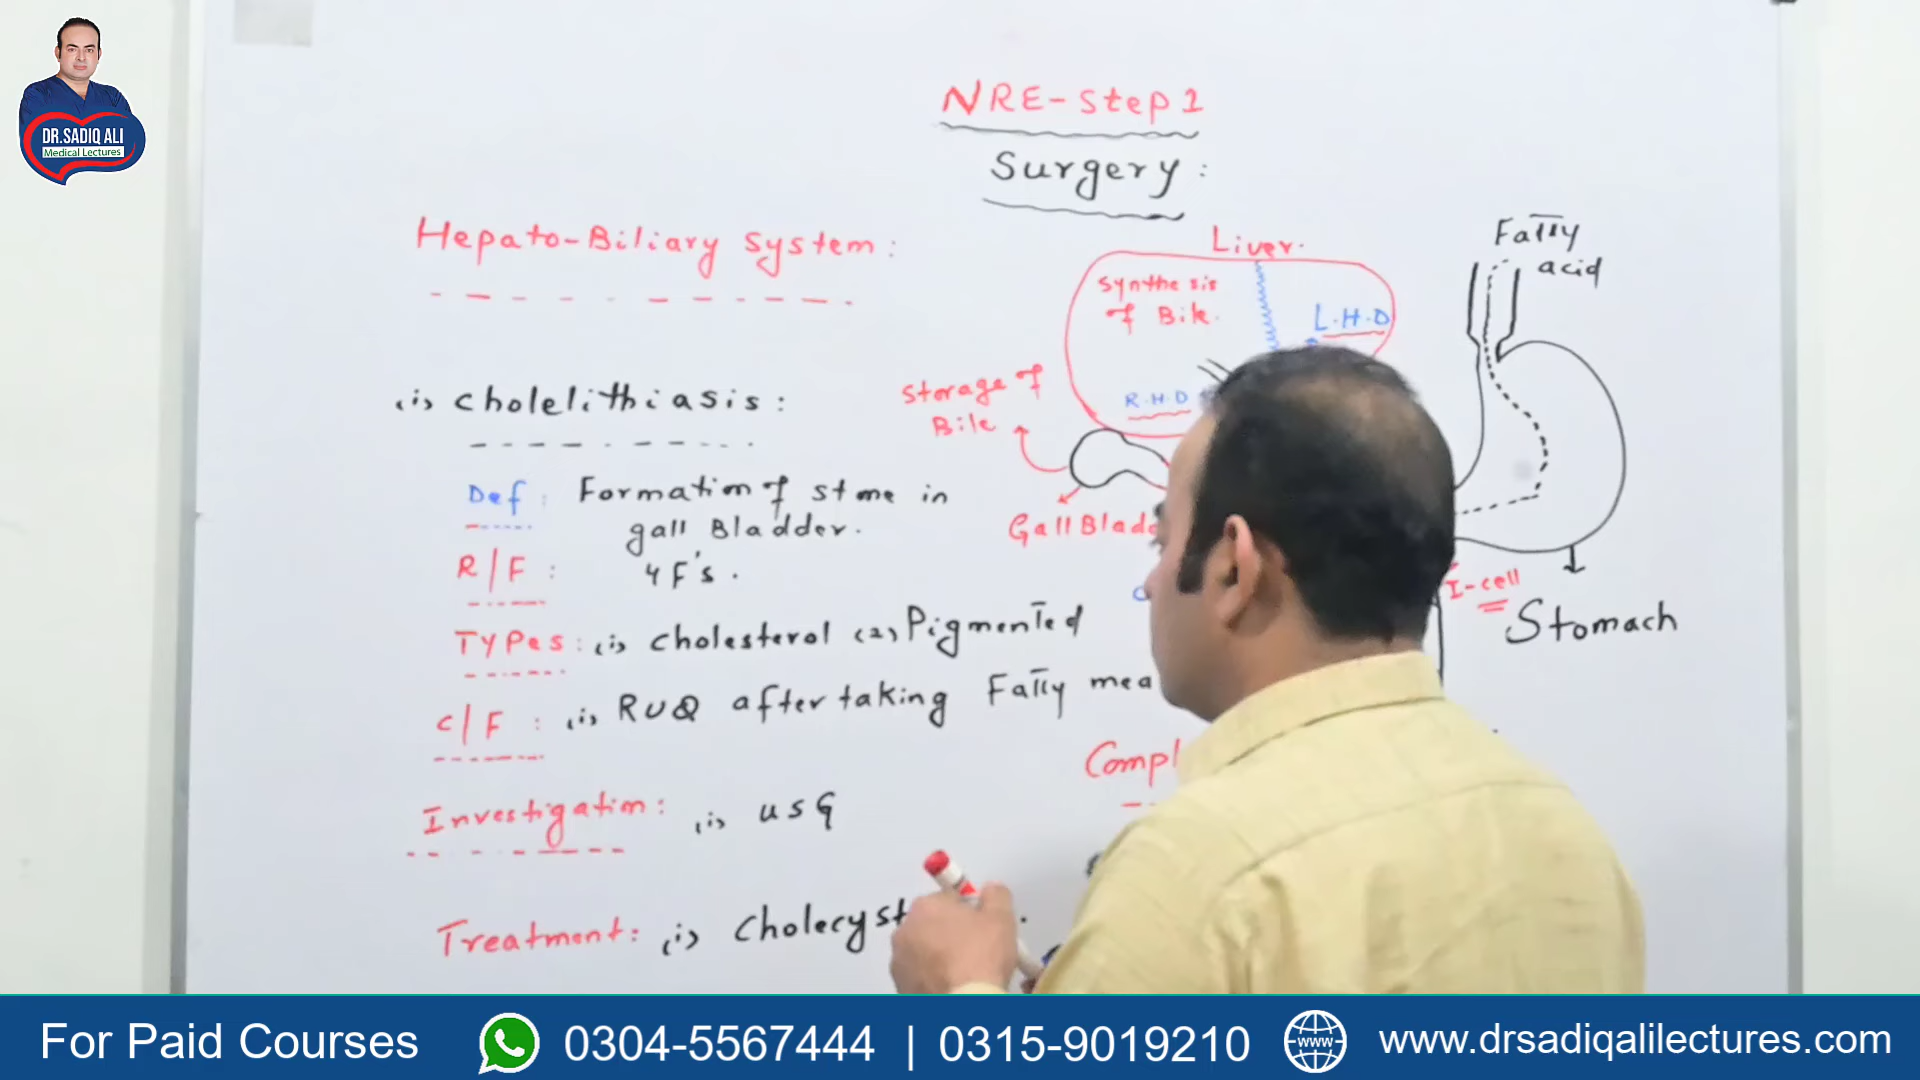 DR.SADIQ ALI
Medical Lectures
NRE-Step 1
Surgery:
Hepato-Biliary System:
(i) cholelithiasis:
Def: Formation of stone in
gall Bladder.
R/F: 4 F's.
Types: (i) cholesterol (2) Pigmented
C/F: (i) RUQ after taking Fatty mea
Investigation: (i) USG
Treatment: (i) Cholecyst
Liver.
Synthesis
of Bile.
L.H.D
R.H.D
Storage of
Bile
Gall Bladd
Fatty
acid
I-cell
Stomach
Compl
For Paid Courses 0304-5567444 | 0315-9019210 www www.drsadiqalilectures.com